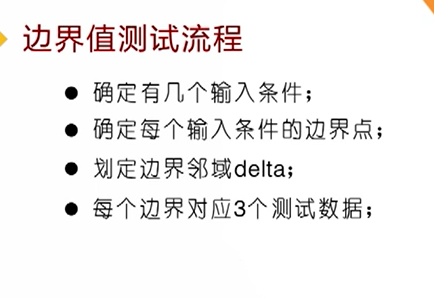 边界值测试流程
● 确定有几个输入条件；
● 确定每个输入条件的边界点；
● 划定边界邻域delta；
● 每个边界对应3个测试数据；